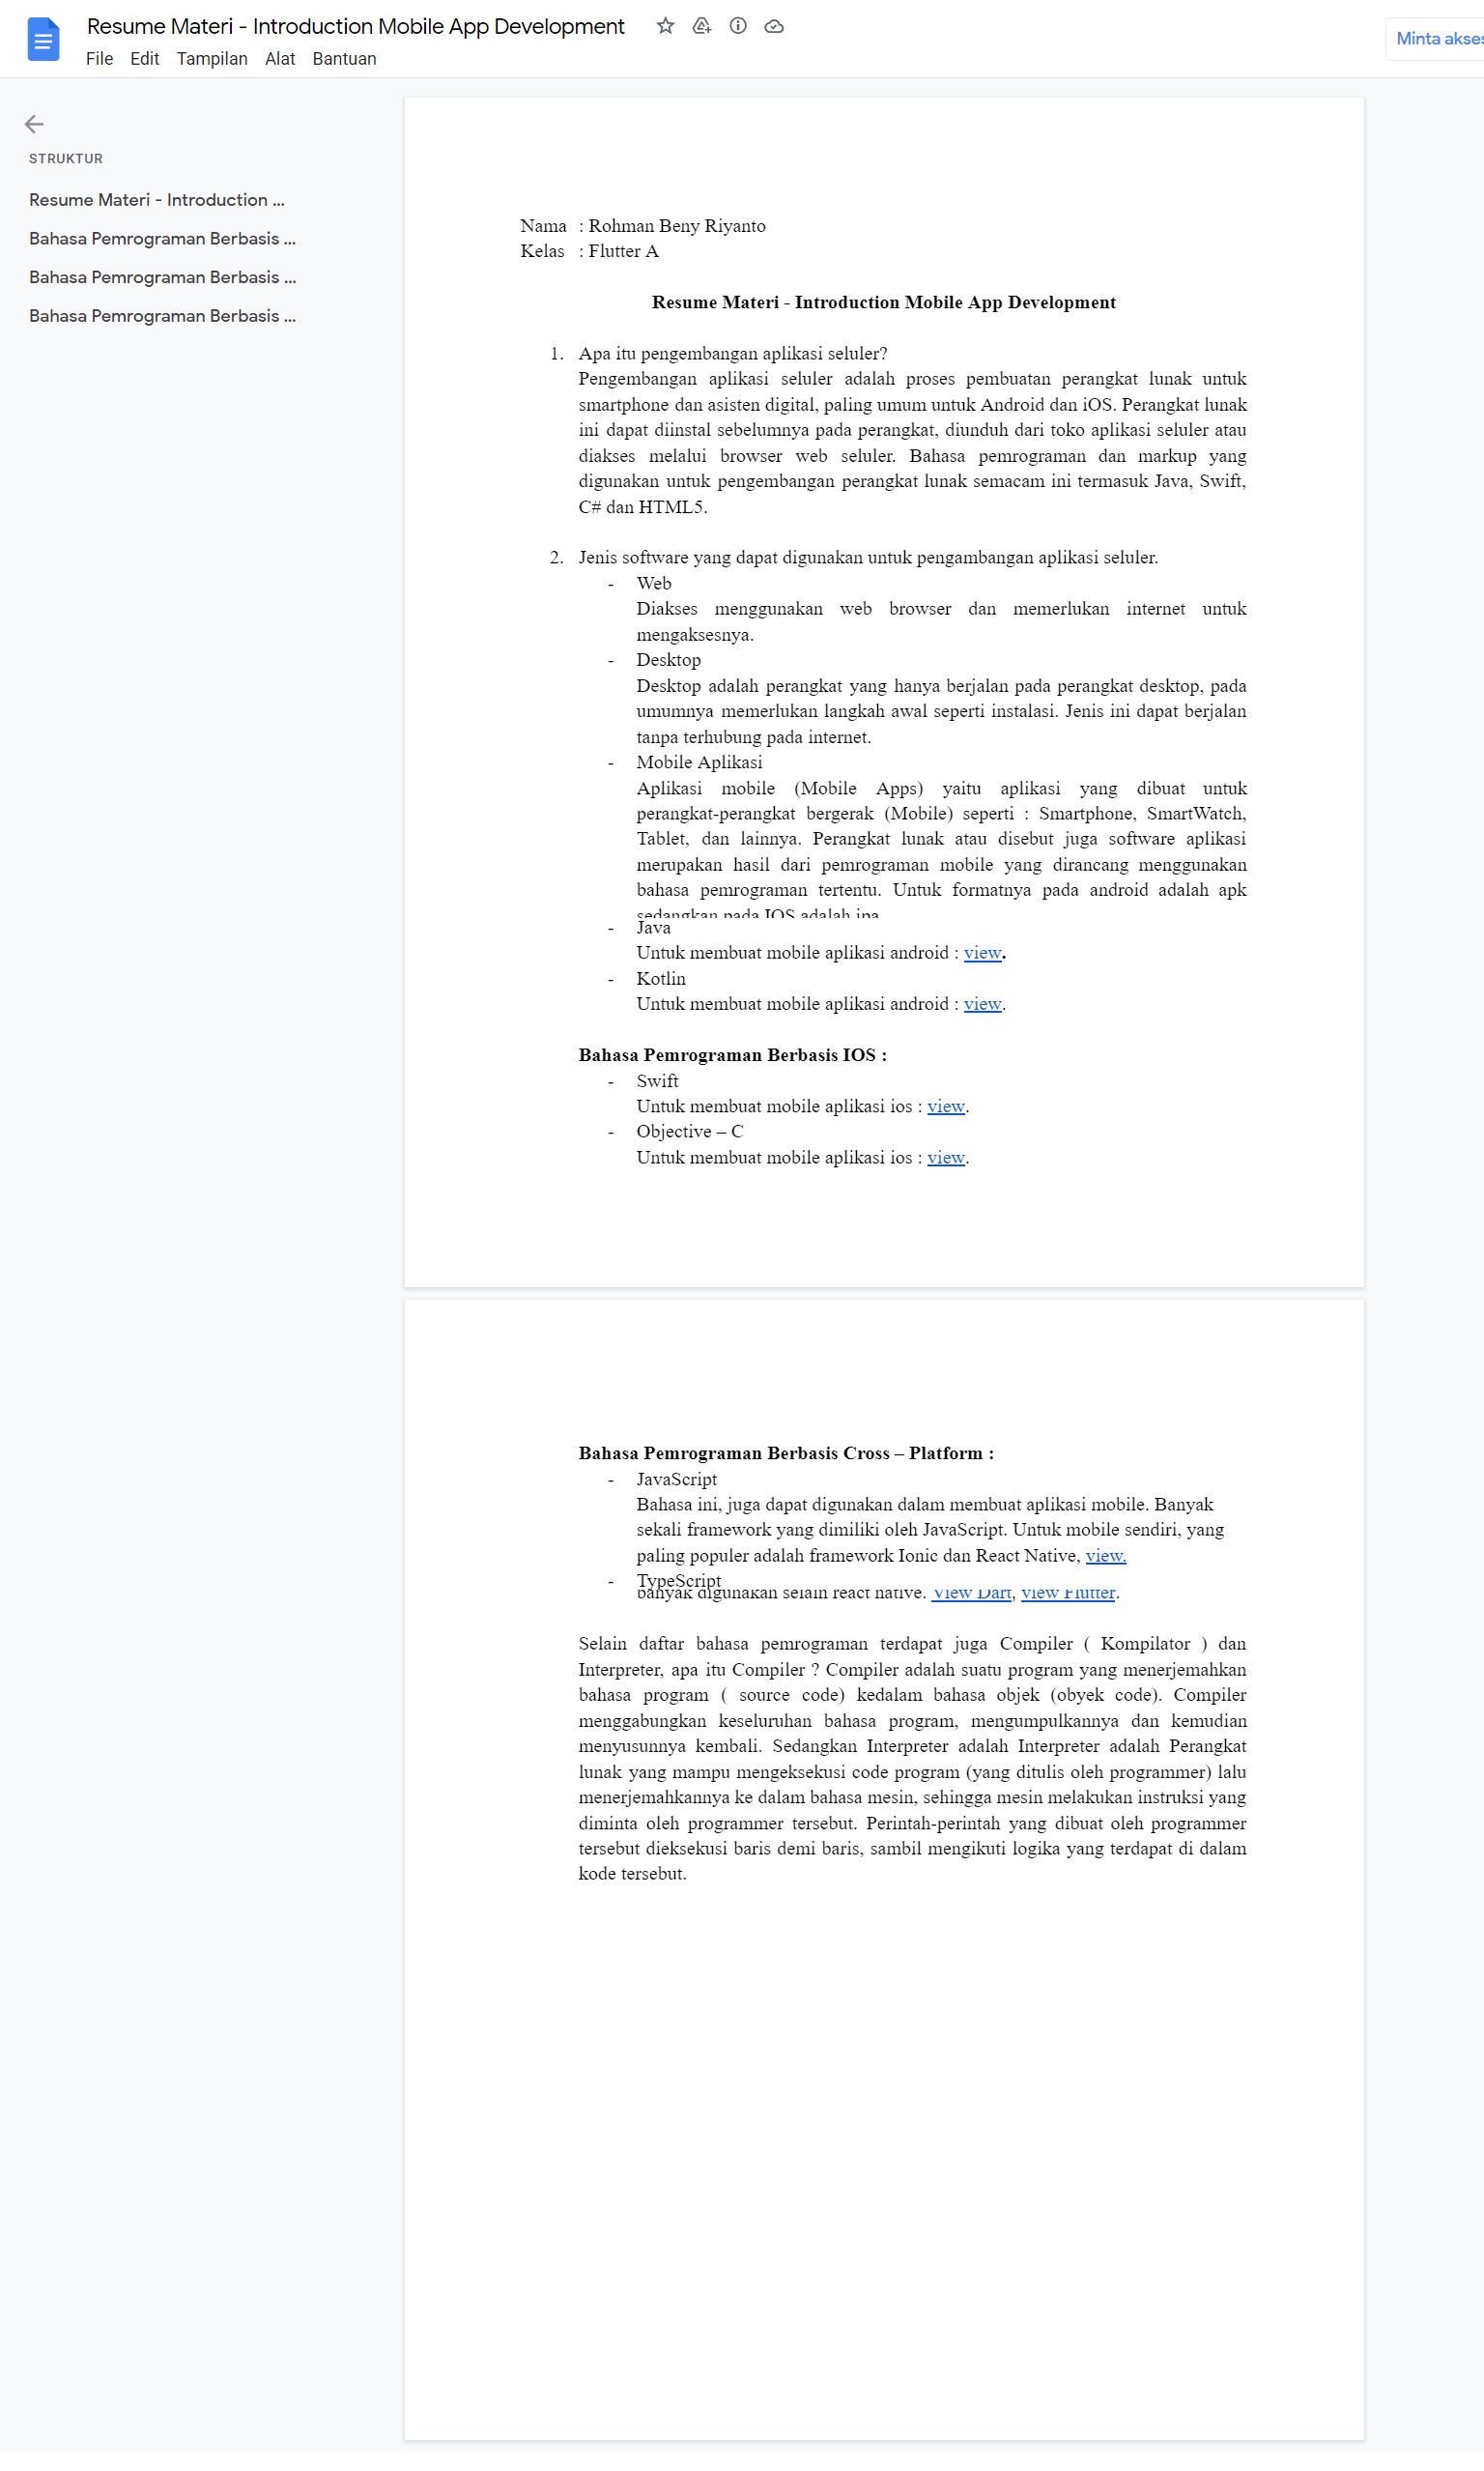 Resume Materi - Introduction Mobile App Development
File Edit Tampilan Alat Bantuan
Minta akses
STRUKTUR
Resume Materi - Introduction ...
Bahasa Pemrograman Berbasis ...
Bahasa Pemrograman Berbasis ...
Bahasa Pemrograman Berbasis ...
Nama : Rohman Beny Riyanto
Kelas : Flutter A
Resume Materi - Introduction Mobile App Development
1. Apa itu pengembangan aplikasi seluler?
Pengembangan aplikasi seluler adalah proses pembuatan perangkat lunak untuk
smartphone dan asisten digital, paling umum untuk Android dan iOS. Perangkat lunak
ini dapat diinstal sebelumnya pada perangkat, diunduh dari toko aplikasi seluler atau
diakses melalui browser web seluler. Bahasa pemrograman dan markup yang
digunakan untuk pengembangan perangkat lunak semacam ini termasuk Java, Swift,
C# dan HTML5.
2. Jenis software yang dapat digunakan untuk pengambangan aplikasi seluler.
- Web
Diakses menggunakan web browser dan memerlukan internet untuk
mengaksesnya.
- Desktop
Desktop adalah perangkat yang hanya berjalan pada perangkat desktop, pada
umumnya memerlukan langkah awal seperti instalasi. Jenis ini dapat berjalan
tanpa terhubung pada internet.
- Mobile Aplikasi
Aplikasi mobile (Mobile Apps) yaitu aplikasi yang dibuat untuk
perangkat-perangkat bergerak (Mobile) seperti : Smartphone, SmartWatch,
Tablet, dan lainnya. Perangkat lunak atau disebut juga software aplikasi
merupakan hasil dari pemrograman mobile yang dirancang menggunakan
bahasa pemrograman tertentu. Untuk formatnya pada android adalah apk
sedangkan pada IOS adalah ipa
- Java
Untuk membuat mobile aplikasi android : view.
- Kotlin
Untuk membuat mobile aplikasi android : view.
Bahasa Pemrograman Berbasis IOS :
- Swift
Untuk membuat mobile aplikasi ios : view.
- Objective – C
Untuk membuat mobile aplikasi ios : view.
Bahasa Pemrograman Berbasis Cross – Platform :
- JavaScript
Bahasa ini, juga dapat digunakan dalam membuat aplikasi mobile. Banyak
sekali framework yang dimiliki oleh JavaScript. Untuk mobile sendiri, yang
paling populer adalah framework Ionic dan React Native, view.
- TypeScript
banyak digunakan selain react native. View Dart, view Flutter.
Selain daftar bahasa pemrograman terdapat juga Compiler ( Kompilator ) dan
Interpreter, apa itu Compiler ? Compiler adalah suatu program yang menerjemahkan
bahasa program ( source code) kedalam bahasa objek (obyek code). Compiler
menggabungkan keseluruhan bahasa program, mengumpulkannya dan kemudian
menyusunnya kembali. Sedangkan Interpreter adalah Interpreter adalah Perangkat
lunak yang mampu mengeksekusi code program (yang ditulis oleh programmer) lalu
menerjemahkannya ke dalam bahasa mesin, sehingga mesin melakukan instruksi yang
diminta oleh programmer tersebut. Perintah-perintah yang dibuat oleh programmer
tersebut dieksekusi baris demi baris, sambil mengikuti logika yang terdapat di dalam
kode tersebut.